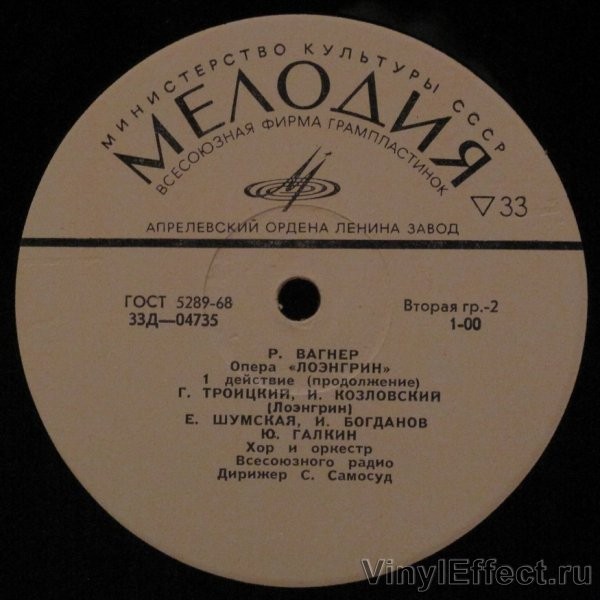 МИНИСТЕРСТВО КУЛЬТУРЫ СССР
МЕЛОДИЯ
ВСЕСОЮЗНАЯ ФИРМА ГРАМПЛАСТИНОК
▽33
АПРЕЛЕВСКИЙ ОРДЕНА ЛЕНИНА ЗАВОД
ГОСТ 5289-68
33Д—04735
Вторая гр.-2
1-00
Р. ВАГНЕР
Опера «ЛОЭНГРИН»
1 действие (продолжение)
Г. ТРОИЦКИЙ, И. КОЗЛОВСКИЙ
(Лоэнгрин)
Е. ШУМСКАЯ, И. БОГДАНОВ
Ю. ГАЛКИН
Хор и оркестр
Всесоюзного радио
Дирижер С. Самосуд
VinylEffect.ru